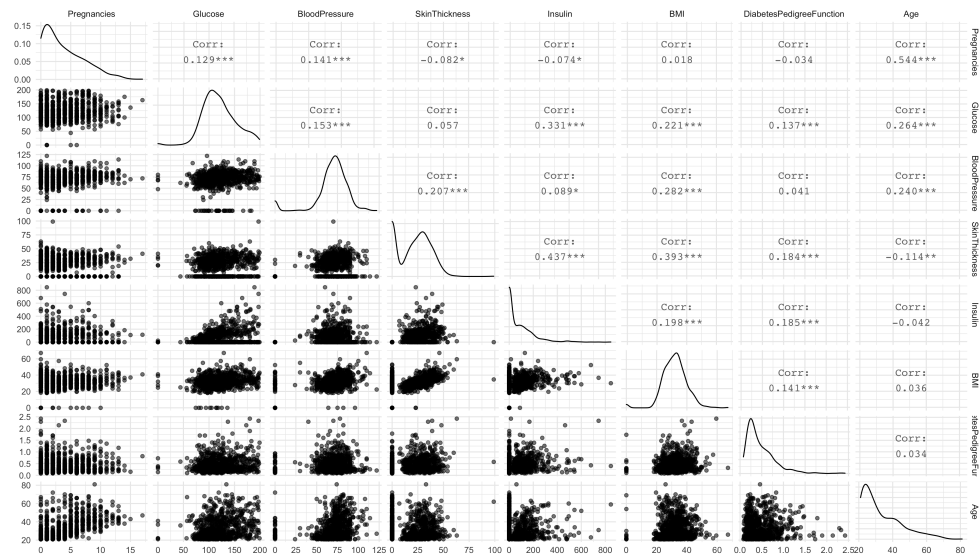 Pregnancies Glucose BloodPressure SkinThickness Insulin BMI DiabetesPedigreeFunction Age
0.15
0.10
0.05
0.00
Corr: Corr: Corr: Corr: Corr: Corr: Corr:
0.129*** 0.141*** -0.082* -0.074* 0.018 -0.034 0.544***
Pregnancies
200
150
100
50
0
Corr: Corr: Corr: Corr: Corr: Corr:
0.153*** 0.057 0.331*** 0.221*** 0.137*** 0.264***
Glucose
125
100
75
50
25
0
Corr: Corr: Corr: Corr: Corr:
0.207*** 0.089* 0.282*** 0.041 0.240***
BloodPressure
100
75
50
25
0
Corr: Corr: Corr: Corr:
0.437*** 0.393*** 0.184*** -0.114**
SkinThickness
800
600
400
200
0
Corr: Corr: Corr:
0.198*** 0.185*** -0.042
Insulin
60
40
20
0
Corr: Corr:
0.141*** 0.036
BMI
2.5
2.0
1.5
1.0
0.5
0.0
Corr:
0.034
etesPedigreeFun
80
60
40
20
Age
0 5 10 15 0 50 100 150 200 0 25 50 75 100 125 0 25 50 75 100 0 200 400 600 800 0 20 40 60 0.0 0.5 1.0 1.5 2.0 2.5 20 40 60 80